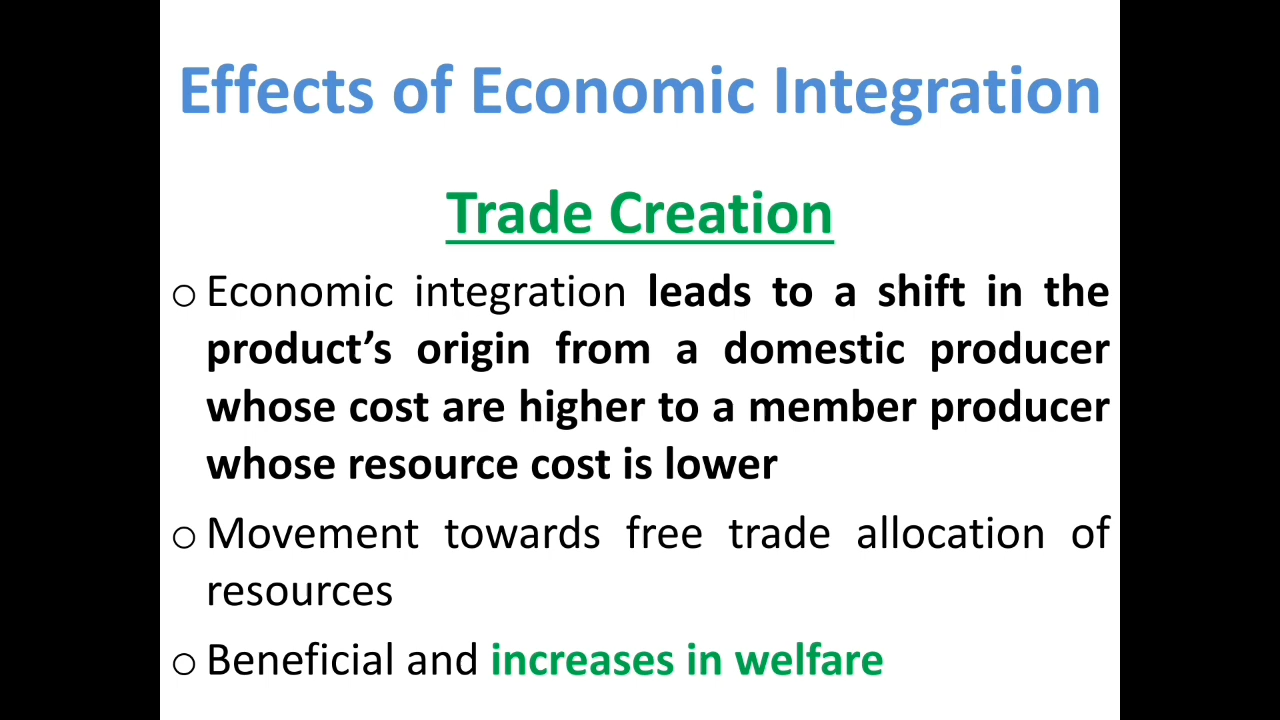 Effects of Economic Integration
Trade Creation
○ Economic integration leads to a shift in the
product’s origin from a domestic producer
whose cost are higher to a member producer
whose resource cost is lower
○ Movement towards free trade allocation of
resources
○ Beneficial and increases in welfare